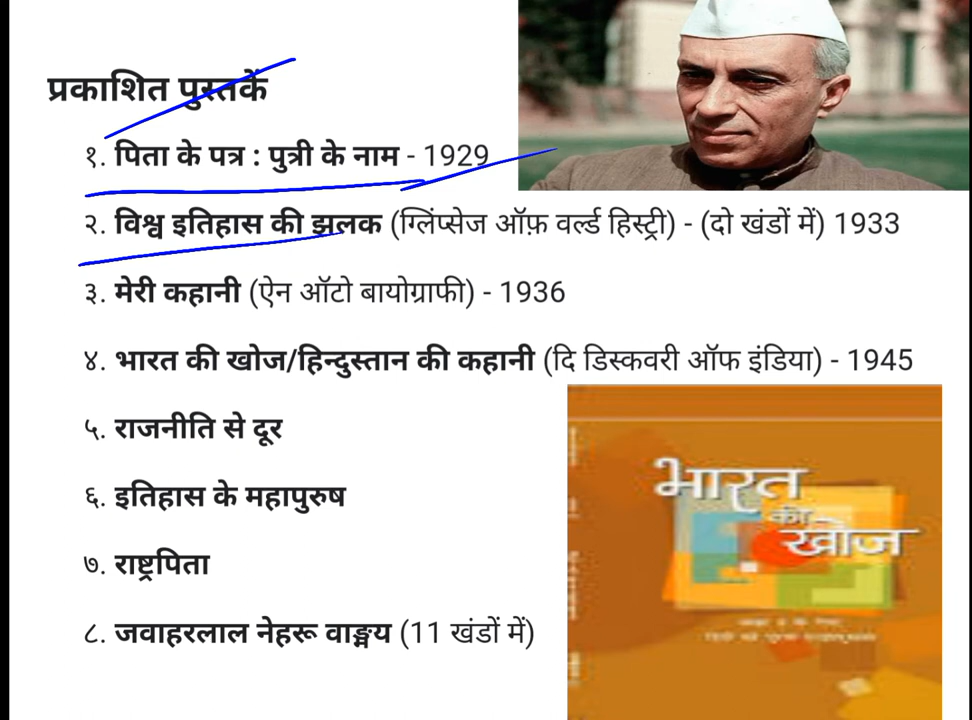 प्रकाशित पुस्तकें
१. पिता के पत्र : पुत्री के नाम - 1929
२. विश्व इतिहास की झलक (ग्लिंप्सेज ऑफ़ वर्ल्ड हिस्ट्री) - (दो खंडों में) 1933
३. मेरी कहानी (ऐन ऑटो बायोग्राफी) - 1936
४. भारत की खोज/हिन्दुस्तान की कहानी (दि डिस्कवरी ऑफ इंडिया) - 1945
५. राजनीति से दूर
६. इतिहास के महापुरुष
७. राष्ट्रपिता
८. जवाहरलाल नेहरू वाङ्मय (11 खंडों में)
भारत
की
खोज